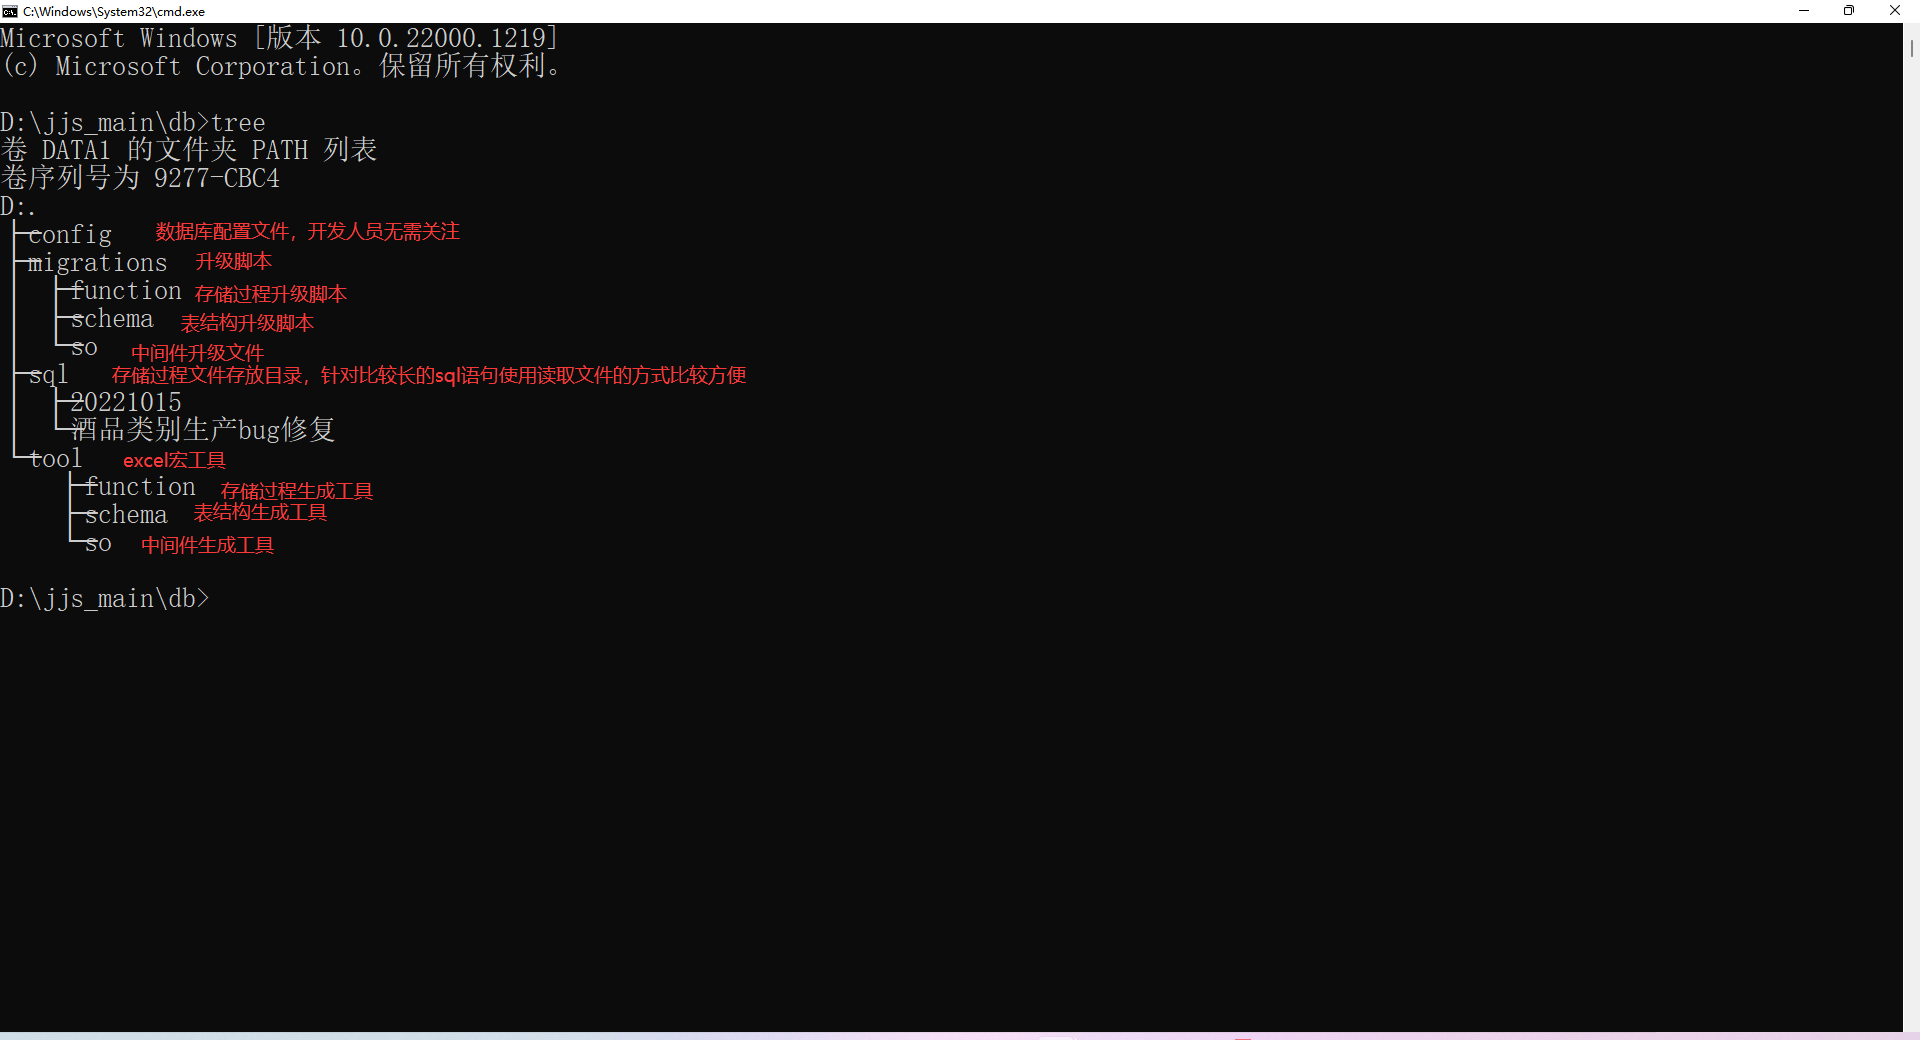 C:\Windows\System32\cmd.exe
Microsoft Windows [版本 10.0.22000.1219]
(c) Microsoft Corporation。保留所有权利。
D:\jjs_main\db>tree
卷 DATA1 的文件夹 PATH 列表
卷序列号为 9277-CBC4
D:.
├─config 数据库配置文件，开发人员无需关注
├─migrations 升级脚本
│  ├─function 存储过程升级脚本
│  ├─schema 表结构升级脚本
│  └─so 中间件升级文件
├─sql 存储过程文件存放目录，针对比较长的sql语句使用读取文件的方式比较方便
│  ├─20221015
│  └─酒品类别生产bug修复
└─tool excel宏工具
    ├─function 存储过程生成工具
    ├─schema 表结构生成工具
    └─so 中间件生成工具
D:\jjs_main\db>